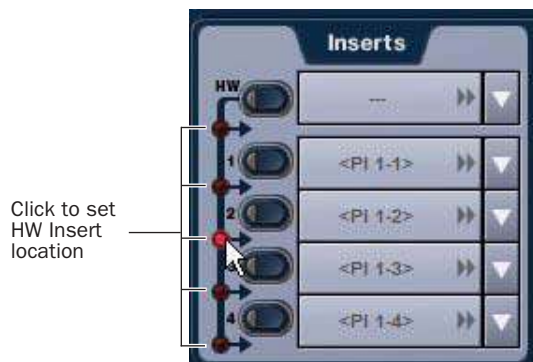 Inserts
HW
---
1
<PI 1-1>
Click to set
HW Insert
location
2
<PI 1-2>
3
<PI 1-3>
4
<PI 1-4>